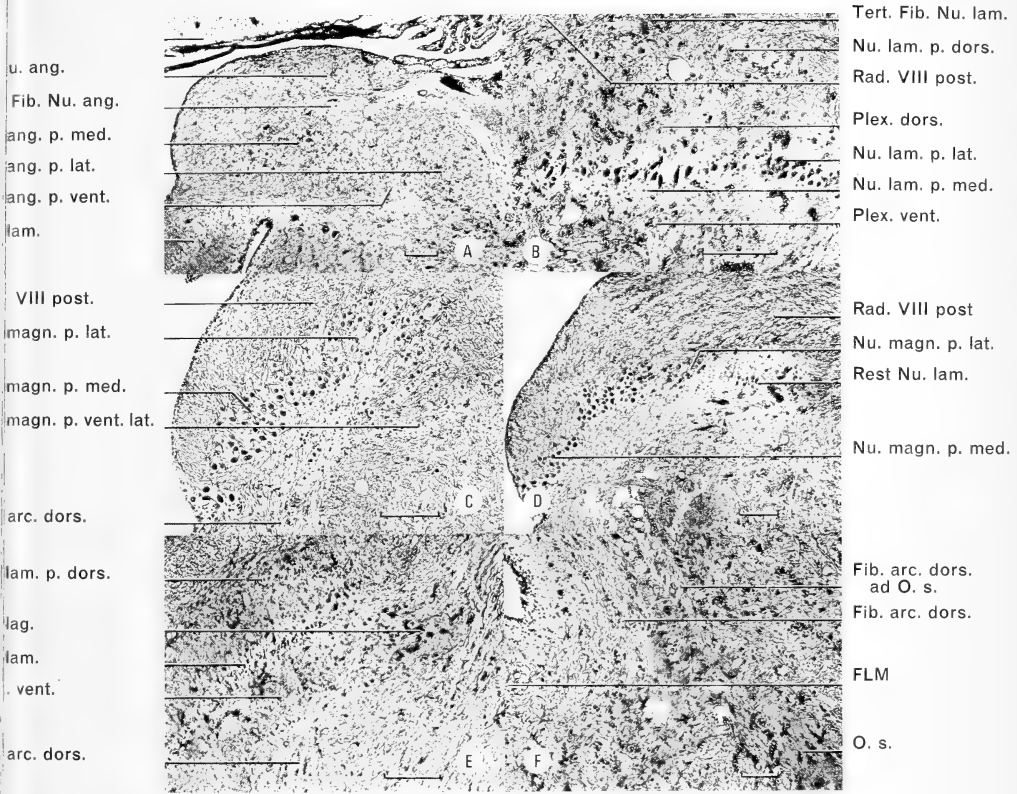 u. ang.
Fib. Nu. ang.
ang. p. med.
ang. p. lat.
ang. p. vent.
lam.
VIII post.
magn. p. lat.
magn. p. med.
magn. p. vent. lat.
arc. dors.
lam. p. dors.
lag.
lam.
. vent.
arc. dors.
A
B
C
D
E
F
Tert. Fib. Nu. lam.
Nu. lam. p. dors.
Rad. VIII post.
Plex. dors.
Nu. lam. p. lat.
Nu. lam. p. med.
Plex. vent.
Rad. VIII post
Nu. magn. p. lat.
Rest Nu. lam.
Nu. magn. p. med.
Fib. arc. dors.
ad O. s.
Fib. arc. dors.
FLM
O. s.